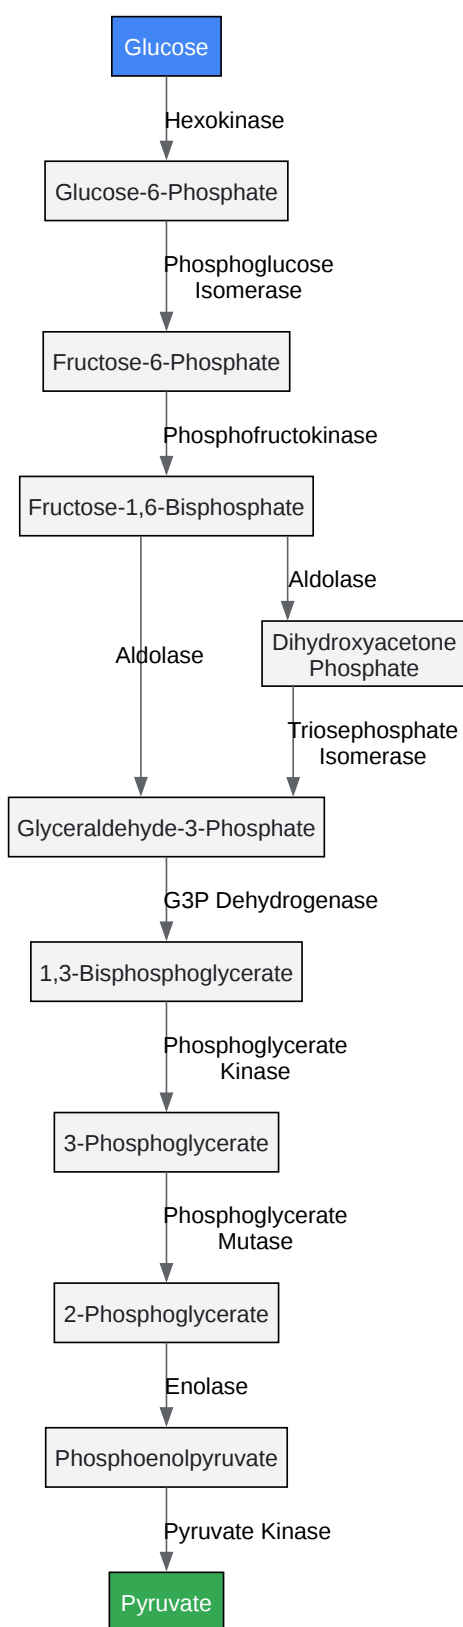 Glucose
Hexokinase
Glucose-6-Phosphate
Phosphoglucose
Isomerase
Fructose-6-Phosphate
Phosphofructokinase
Fructose-1,6-Bisphosphate
Aldolase
Dihydroxyacetone
Phosphate
Aldolase
Triosephosphate
Isomerase
Glyceraldehyde-3-Phosphate
G3P Dehydrogenase
1,3-Bisphosphoglycerate
Phosphoglycerate
Kinase
3-Phosphoglycerate
Phosphoglycerate
Mutase
2-Phosphoglycerate
Enolase
Phosphoenolpyruvate
Pyruvate Kinase
Pyruvate